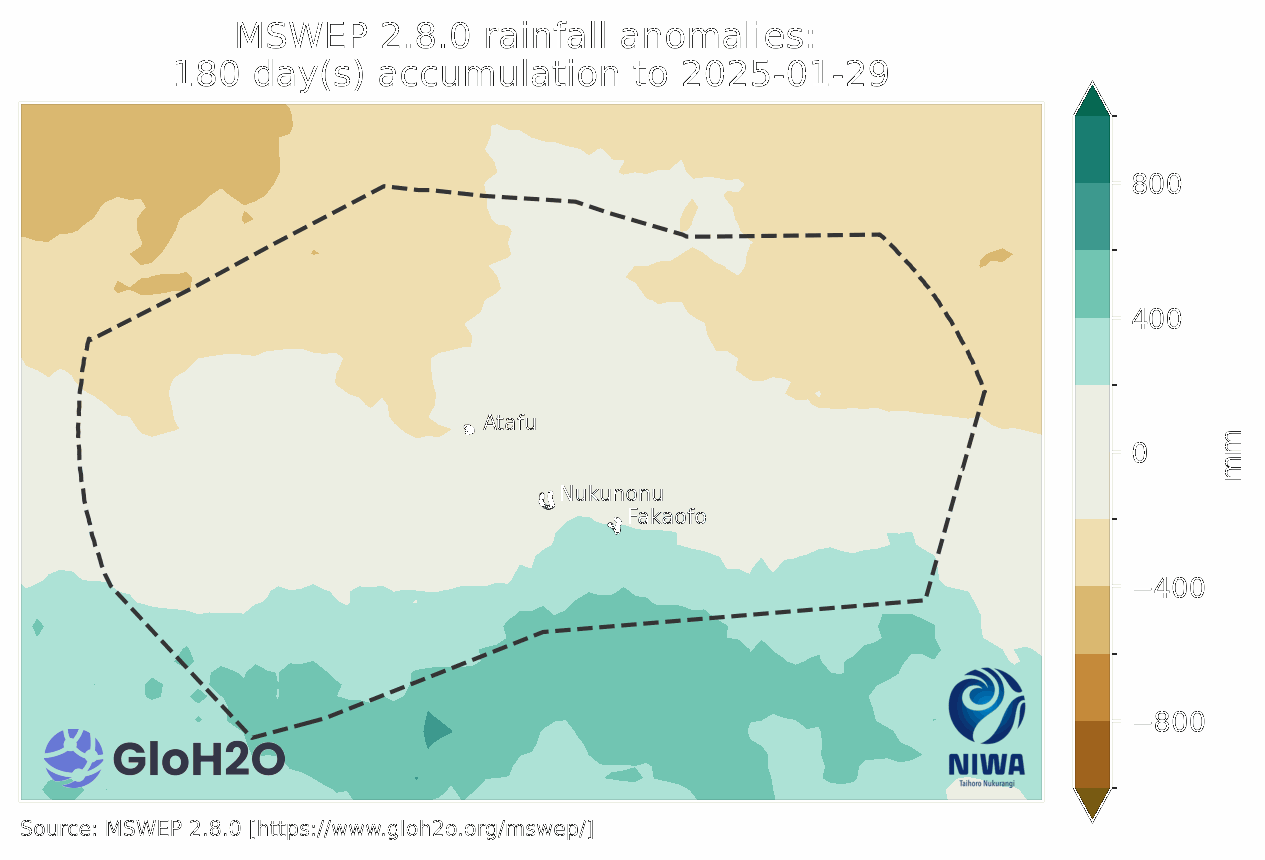 MSWEP 2.8.0 rainfall anomalies:
180 day(s) accumulation to 2025-01-29
800
400
0
−400
−800
mm
Atafu
Nukunonu
Fakaofo
GloH2O
NIWA
Taihoro Nukurangi
Source: MSWEP 2.8.0 [https://www.gloh2o.org/mswep/]